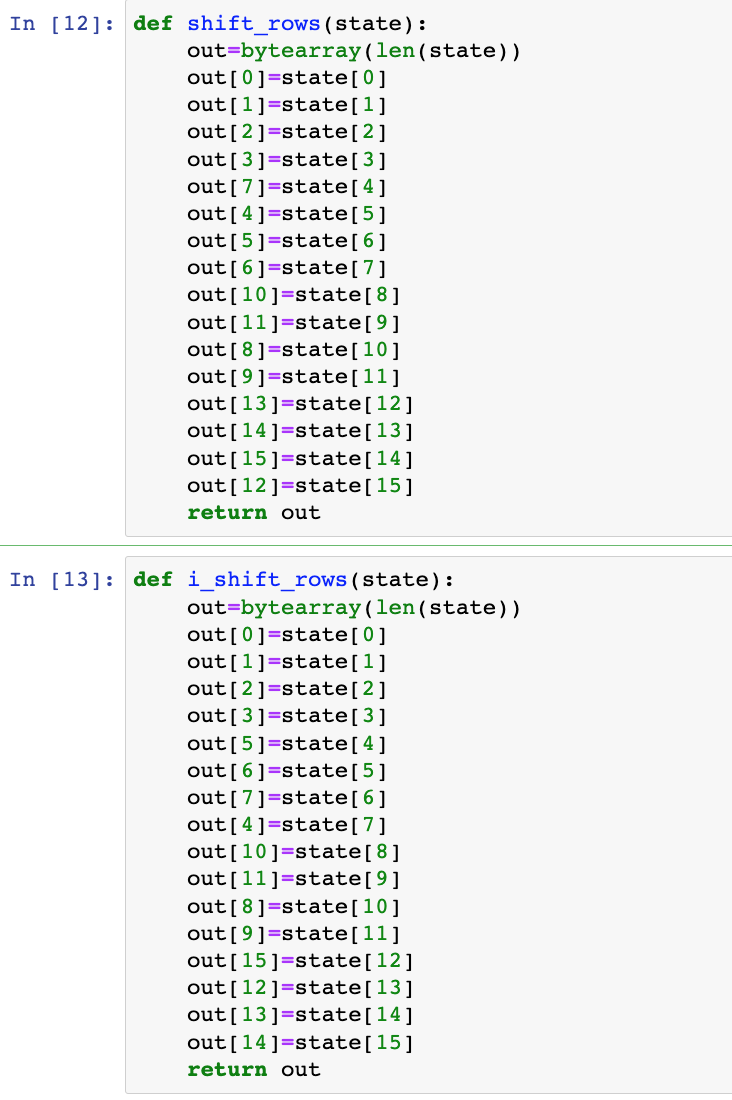 In [12]: def shift_rows(state):
    out=bytearray(len(state))
    out[0]=state[0]
    out[1]=state[1]
    out[2]=state[2]
    out[3]=state[3]
    out[7]=state[4]
    out[4]=state[5]
    out[5]=state[6]
    out[6]=state[7]
    out[10]=state[8]
    out[11]=state[9]
    out[8]=state[10]
    out[9]=state[11]
    out[13]=state[12]
    out[14]=state[13]
    out[15]=state[14]
    out[12]=state[15]
    return out
In [13]: def i_shift_rows(state):
    out=bytearray(len(state))
    out[0]=state[0]
    out[1]=state[1]
    out[2]=state[2]
    out[3]=state[3]
    out[5]=state[4]
    out[6]=state[5]
    out[7]=state[6]
    out[4]=state[7]
    out[10]=state[8]
    out[11]=state[9]
    out[8]=state[10]
    out[9]=state[11]
    out[15]=state[12]
    out[12]=state[13]
    out[13]=state[14]
    out[14]=state[15]
    return out